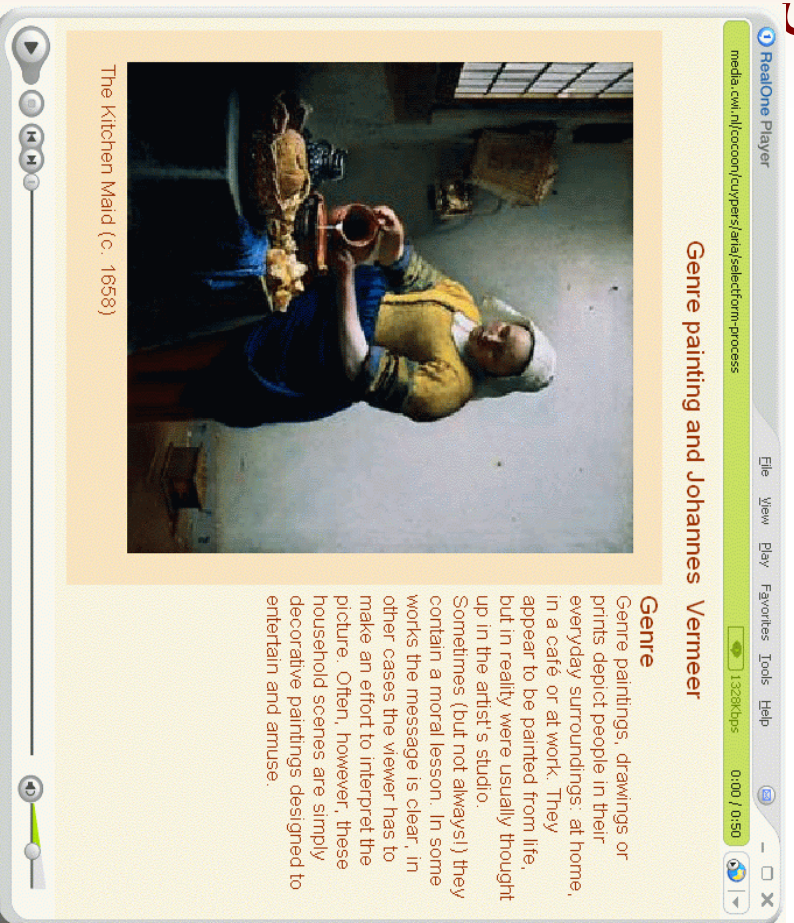 RealOne Player
File View Play Favorites Tools Help
media.cwi.nl/cocoon/cuypers/aria/selectform-process
1328Kbps
0:00 / 0:50
Genre painting and Johannes Vermeer
The Kitchen Maid (c. 1658)
Genre
Genre paintings, drawings or
prints depict people in their
everyday surroundings: at home,
in a café or at work. They
appear to be painted from life,
but in reality were usually thought
up in the artist's studio.
Sometimes (but not always!) they
contain a moral lesson. In some
works the message is clear, in
other cases the viewer has to
make an effort to interpret the
picture. Often, however, these
household scenes are simply
decorative paintings designed to
entertain and amuse.